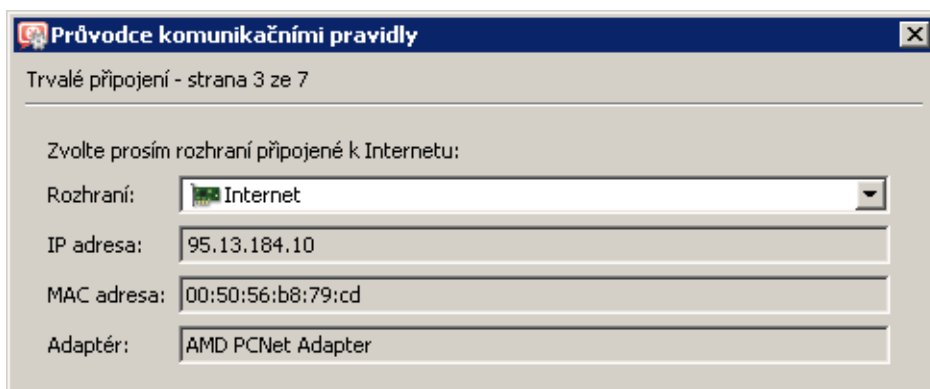 Průvodce komunikačními pravidly
Trvalé připojení - strana 3 ze 7
Zvolte prosím rozhraní připojené k Internetu:
Rozhraní: Internet
IP adresa: 95.13.184.10
MAC adresa: 00:50:56:b8:79:cd
Adaptér: AMD PCNet Adapter